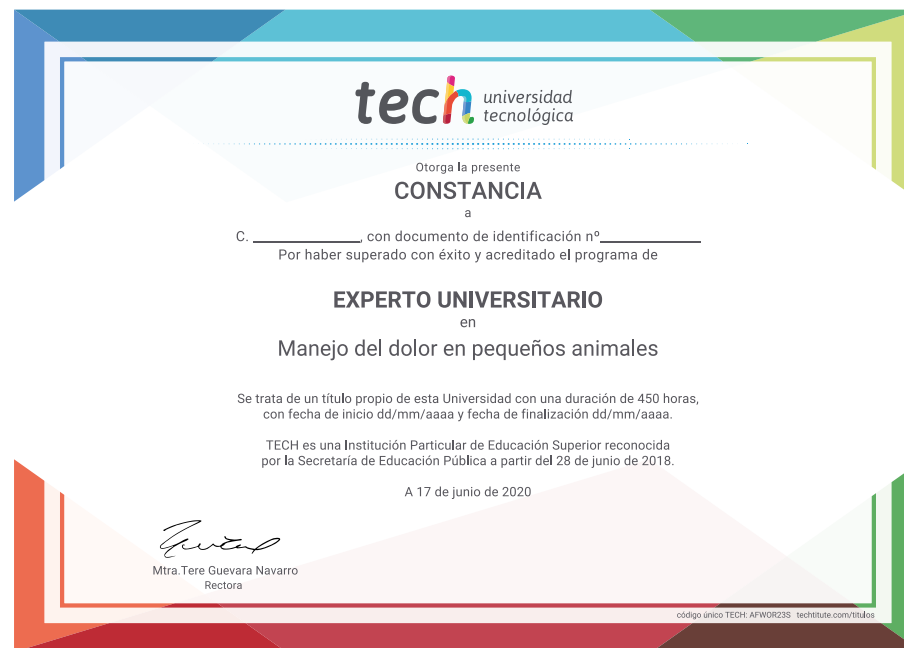 tech universidad
tecnológica
Otorga la presente
CONSTANCIA
a
C. ____________, con documento de identificación nº____________
Por haber superado con éxito y acreditado el programa de
EXPERTO UNIVERSITARIO
en
Manejo del dolor en pequeños animales
Se trata de un título propio de esta Universidad con una duración de 450 horas,
con fecha de inicio dd/mm/aaaa y fecha de finalización dd/mm/aaaa.
TECH es una Institución Particular de Educación Superior reconocida
por la Secretaría de Educación Pública a partir del 28 de junio de 2018.
A 17 de junio de 2020
Mtra.Tere Guevara Navarro
Rectora
código único TECH: AFWOR23S techtitute.com/titulos